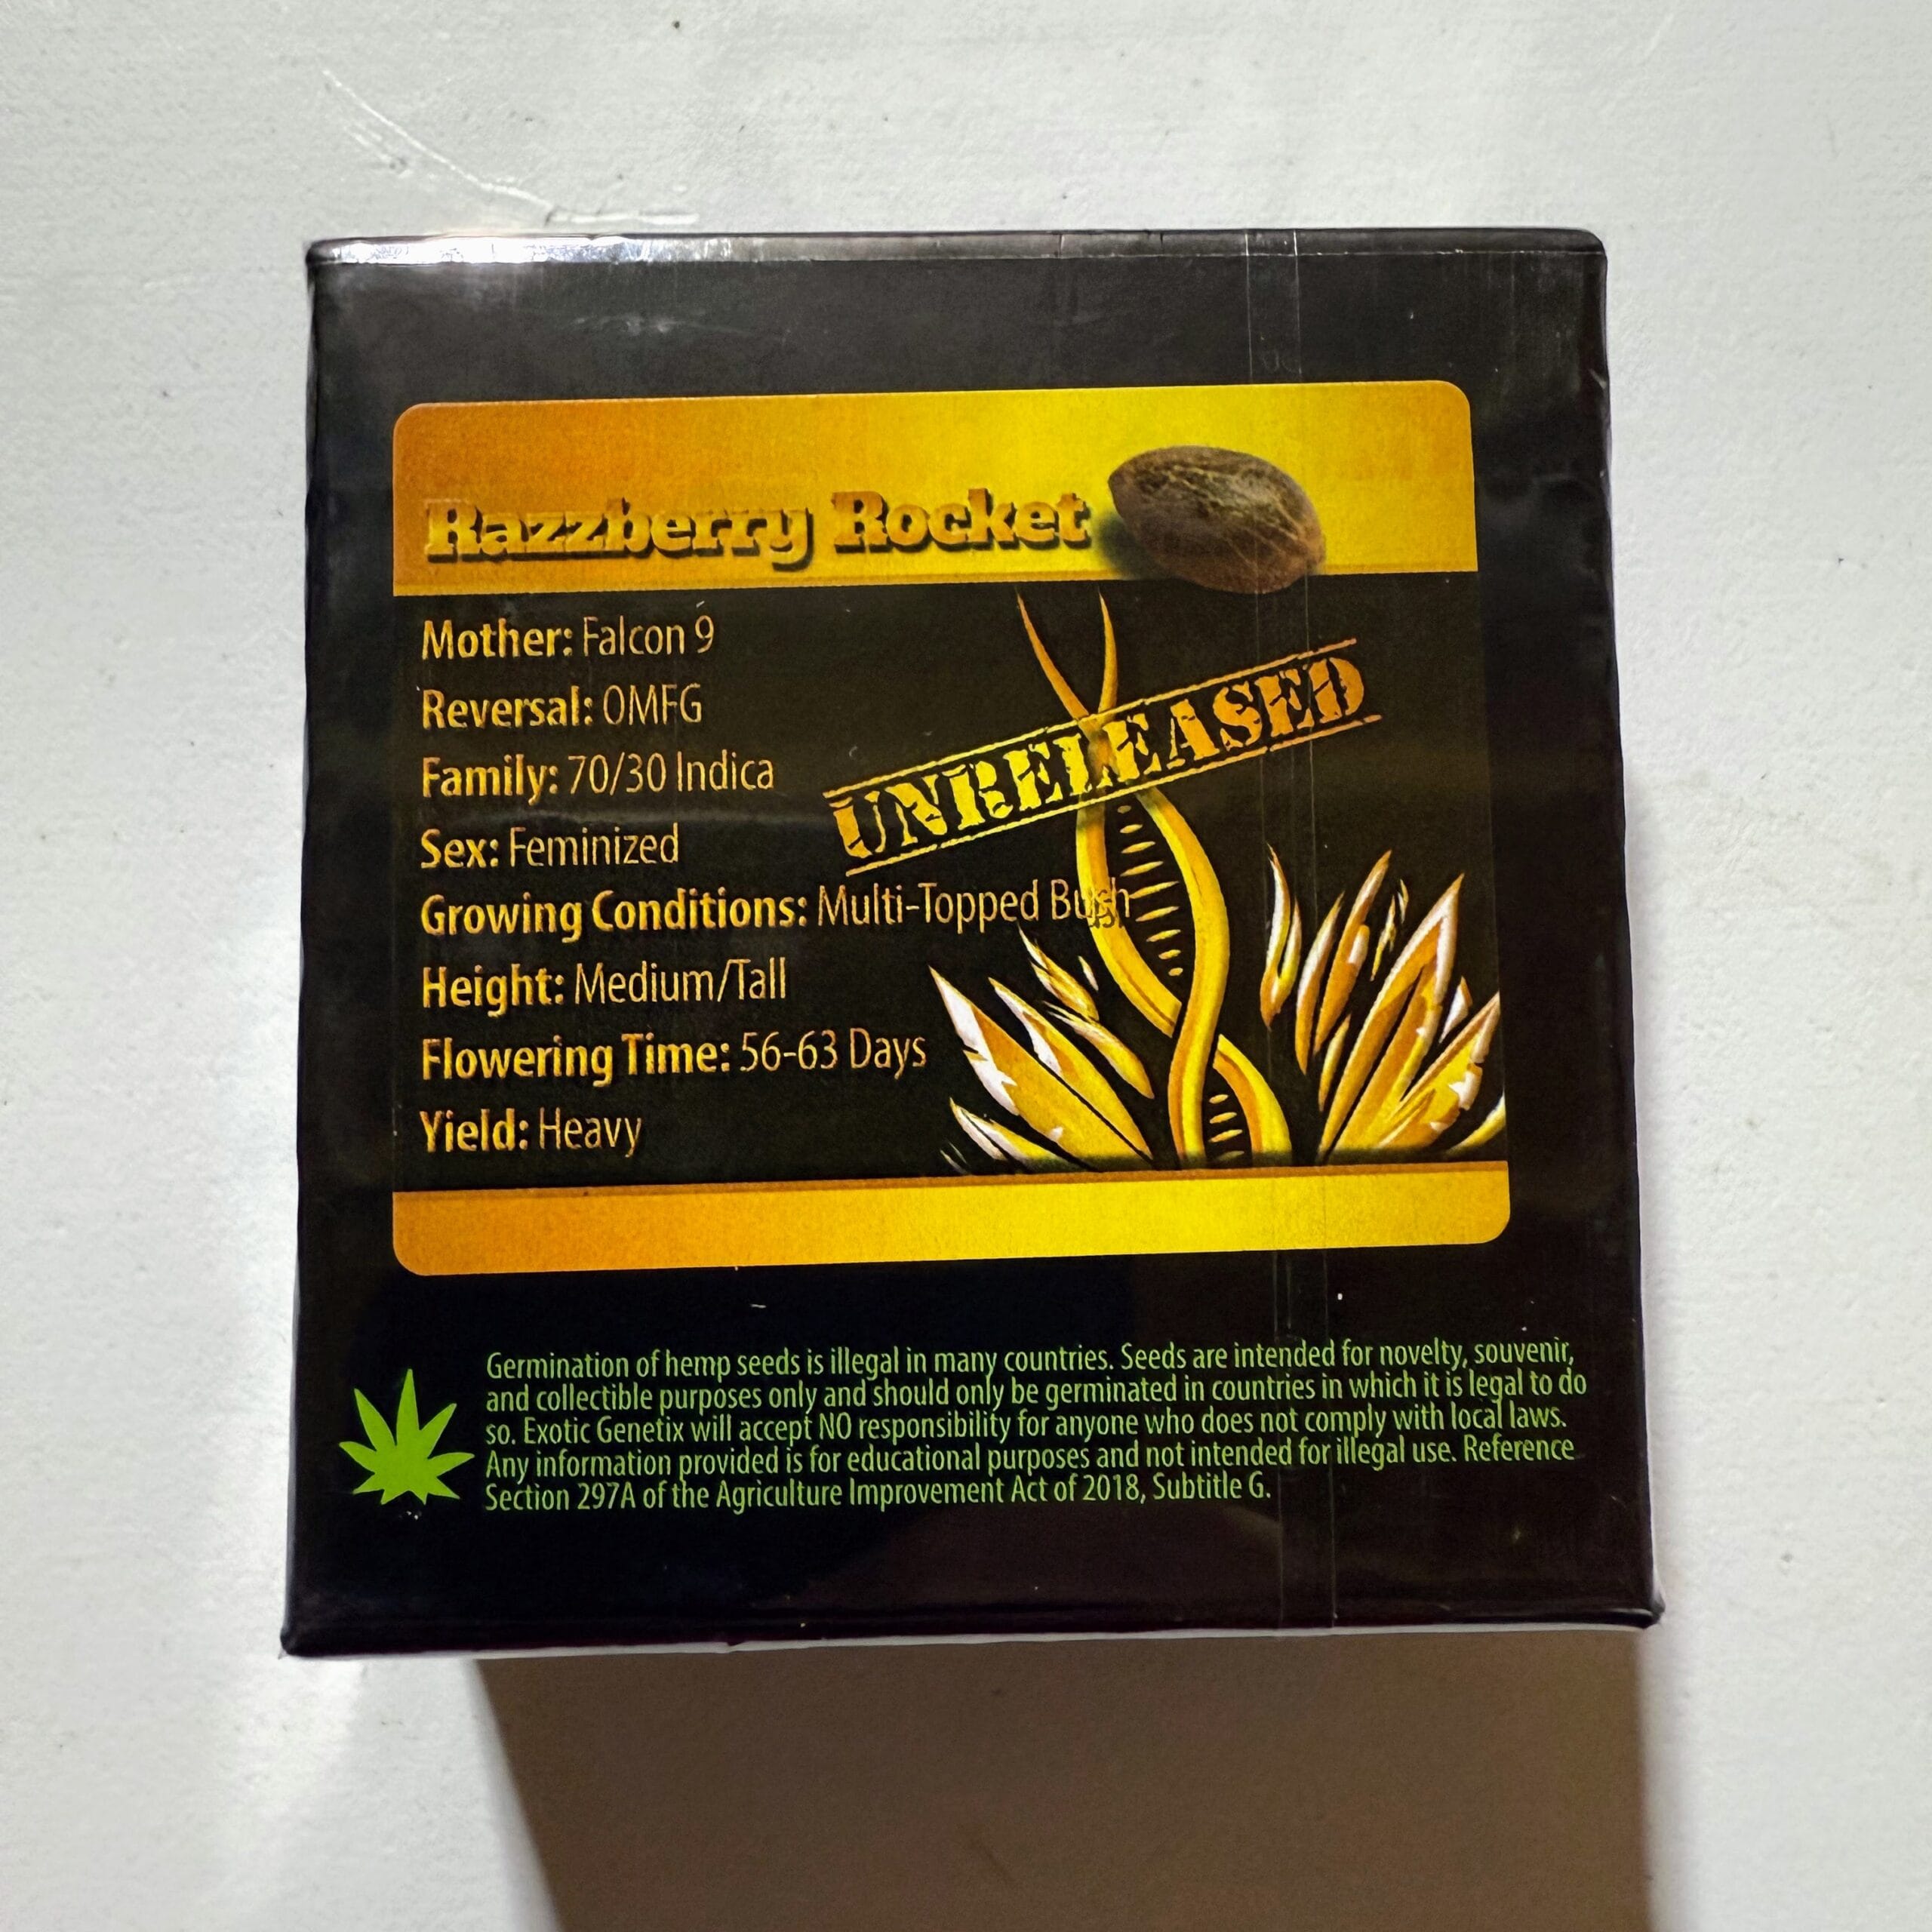 Razzberry Rocket
Mother: Falcon 9
Reversal: OMFG
Family: 70/30 Indica
UNRELEASED
Sex: Feminized
Growing Conditions: Multi-Topped Bush
Height: Medium/Tall
Flowering Time: 56-63 Days
Yield: Heavy
Germination of hemp seeds is illegal in many countries. Seeds are intended for novelty, souvenir,
and collectible purposes only and should only be germinated in countries in which it is legal to do
so. Exotic Genetix will accept NO responsibility for anyone who does not comply with local laws.
Any information provided is for educational purposes and not intended for illegal use. Reference
Section 297A of the Agriculture Improvement Act of 2018, Subtitle G.